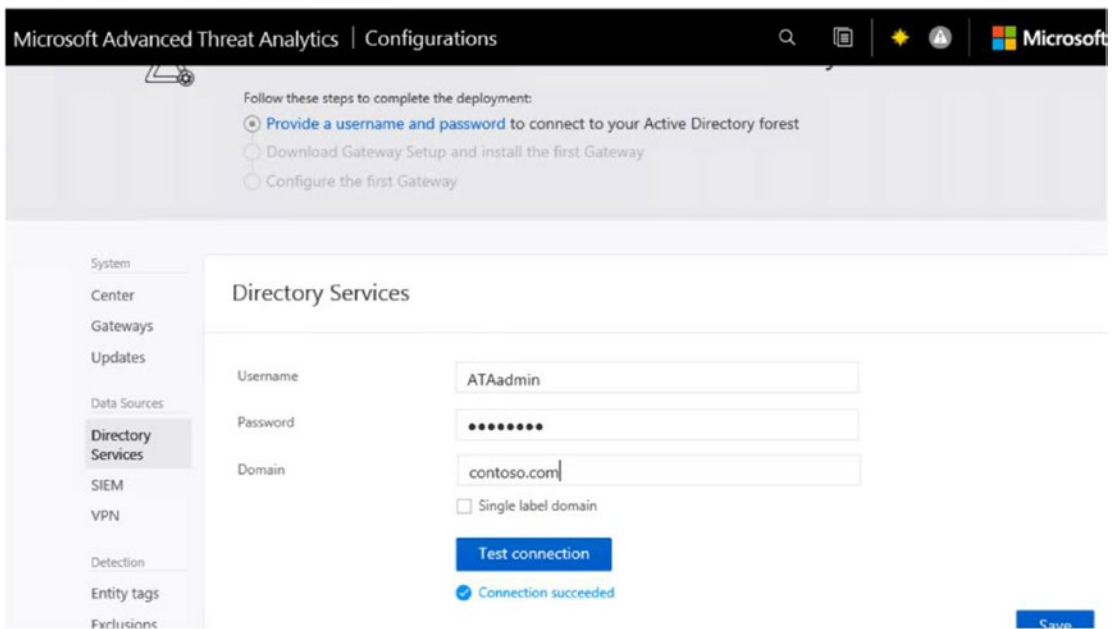 Microsoft Advanced Threat Analytics | Configurations
Microsoft
Follow these steps to complete the deployment:
Provide a username and password to connect to your Active Directory forest
Download Gateway Setup and install the first Gateway
Configure the first Gateway
System
Center
Gateways
Updates
Data Sources
Directory
Services
SIEM
VPN
Detection
Entity tags
Exclusions
Directory Services
Username
ATAadmin
Password
••••••••
Domain
contoso.com
Single label domain
Test connection
Connection succeeded
Save